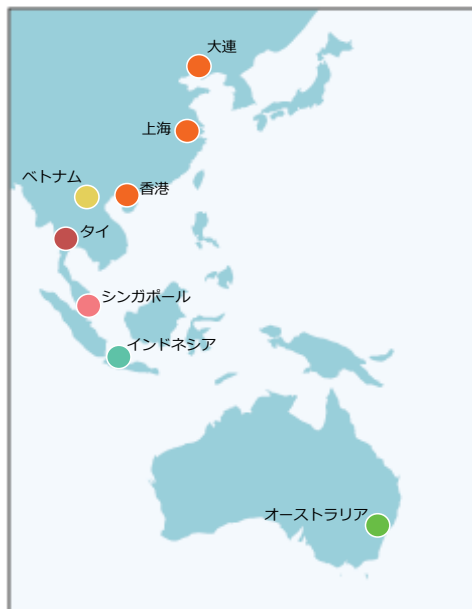 大連
上海
ベトナム
香港
タイ
シンガポール
インドネシア
オーストラリア